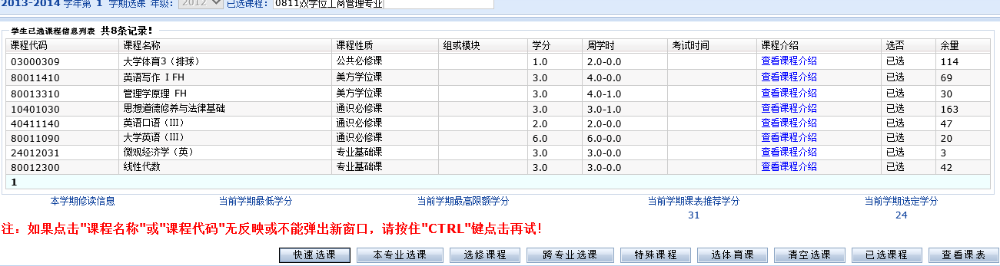 2013-2014 学年第 1 学期选课 年级： 2012 已选课程： 0811双学位工商管理专业
学生已选课程信息列表 共8条记录!
课程代码 课程名称 课程性质 组或模块 学分 周学时 考试时间 课程介绍 选否 余量
03000309 大学体育3（排球） 公共必修课 1.0 2.0-0.0 查看课程介绍 已选 114
80011410 英语写作 I FH 美方学位课 3.0 4.0-0.0 查看课程介绍 已选 69
80013310 管理学原理 FH 美方学位课 3.0 4.0-1.0 查看课程介绍 已选 30
10401030 思想道德修养与法律基础 通识必修课 3.0 3.0-1.0 查看课程介绍 已选 163
40411140 英语口语（III） 通识必修课 2.0 2.0-0.0 查看课程介绍 已选 47
80011090 大学英语（III） 通识必修课 6.0 6.0-0.0 查看课程介绍 已选 20
24012031 微观经济学（英） 专业基础课 3.0 3.0-0.0 查看课程介绍 已选 3
80012300 线性代数 专业基础课 3.0 3.0-0.0 查看课程介绍 已选 42
1
本学期修读信息 当前学期最低学分 当前学期最高限额学分 当前学期课表推荐学分 当前学期选定学分
31 24
注：如果点击"课程名称"或"课程代码"无反映或不能弹出新窗口，请按住"CTRL"键点击再试!
快速选课 本专业选课 选修课程 跨专业选课 特殊课程 选体育课 清空选课 已选课程 查看课表